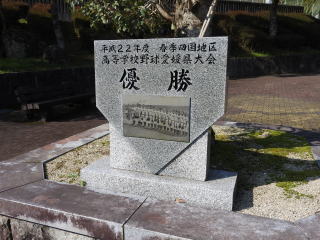 平成22年度 春季四国地区
高等学校野球愛媛県大会
優勝